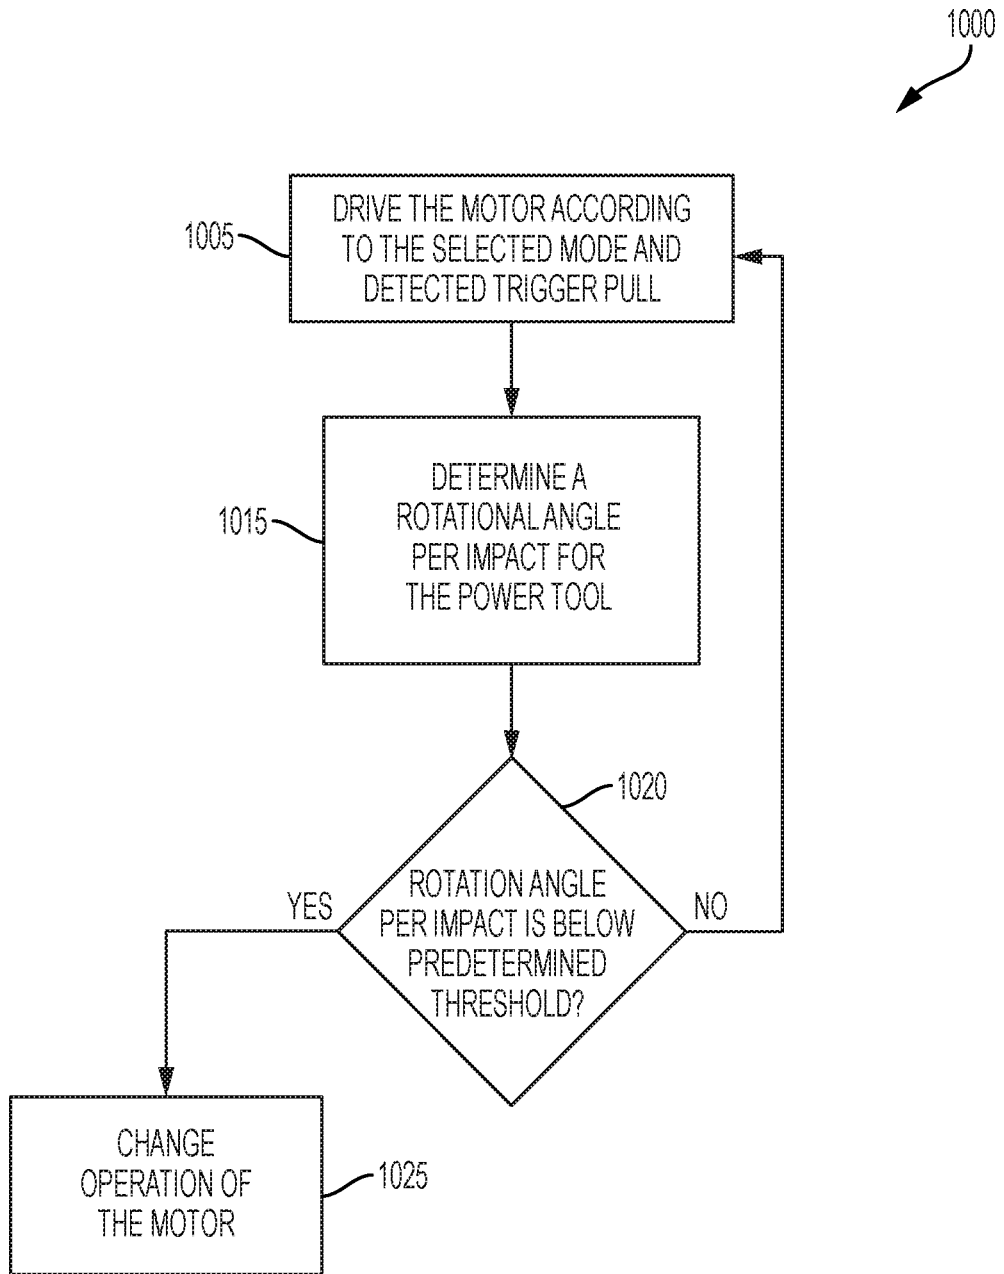 1000
DRIVE THE MOTOR ACCORDING
TO THE SELECTED MODE AND
DETECTED TRIGGER PULL
1005
DETERMINE A
ROTATIONAL ANGLE
PER IMPACT FOR
THE POWER TOOL
1015
1020
ROTATION ANGLE
PER IMPACT IS BELOW
PREDETERMINED
THRESHOLD?
YES
NO
CHANGE
OPERATION OF
THE MOTOR
1025